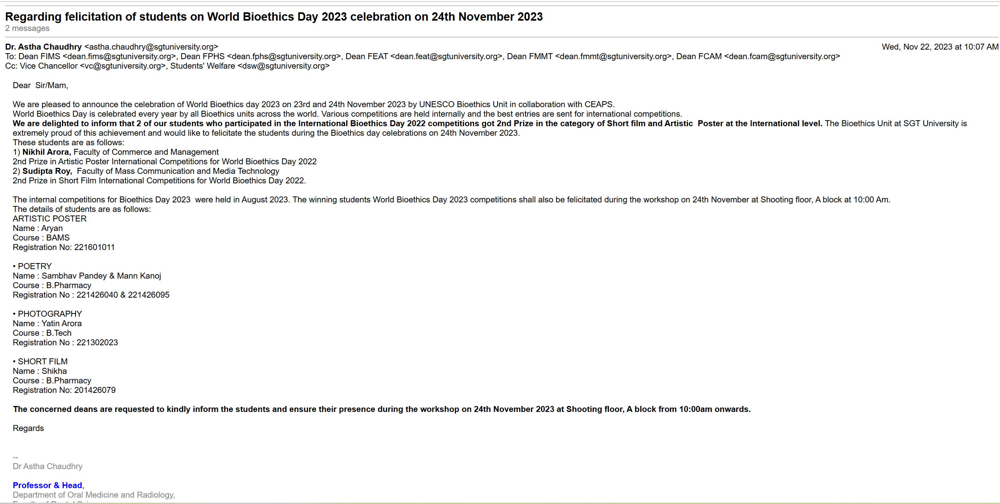 Regarding felicitation of students on World Bioethics Day 2023 celebration on 24th November 2023
2 messages
Dr. Astha Chaudhry <astha.chaudhry@sgtuniversity.org> Wed, Nov 22, 2023 at 10:07 AM
To: Dean FIMS <dean.fims@sgtuniversity.org>, Dean FPHS <dean.fphs@sgtuniversity.org>, Dean FEAT <dean.feat@sgtuniversity.org>, Dean FMMT <dean.fmmt@sgtuniversity.org>, Dean FCAM <dean.fcam@sgtuniversity.org>
Cc: Vice Chancellor <vc@sgtuniversity.org>, Students' Welfare <dsw@sgtuniversity.org>
Dear  Sir/Mam,
We are pleased to announce the celebration of World Bioethics day 2023 on 23rd and 24th November 2023 by UNESCO Bioethics Unit in collaboration with CEAPS.
World Bioethics Day is celebrated every year by all Bioethics units across the world. Various competitions are held internally and the best entries are sent for international competitions.
We are delighted to inform that 2 of our students who participated in the International Bioethics Day 2022 competitions got 2nd Prize in the category of Short film and Artistic  Poster at the International level. The Bioethics Unit at SGT University is
extremely proud of this achievement and would like to felicitate the students during the Bioethics day celebrations on 24th November 2023.
These students are as follows:
1) Nikhil Arora, Faculty of Commerce and Management
2nd Prize in Artistic Poster International Competitions for World Bioethics Day 2022
2) Sudipta Roy,  Faculty of Mass Communication and Media Technology
2nd Prize in Short Film International Competitions for World Bioethics Day 2022.
The internal competitions for Bioethics Day 2023  were held in August 2023. The winning students World Bioethics Day 2023 competitions shall also be felicitated during the workshop on 24th November at Shooting floor, A block at 10:00 Am.
The details of students are as follows:
ARTISTIC POSTER
Name : Aryan
Course : BAMS
Registration No: 221601011
• POETRY
Name : Sambhav Pandey & Mann Kanoj
Course : B.Pharmacy
Registration No : 221426040 & 221426095
• PHOTOGRAPHY
Name : Yatin Arora
Course : B.Tech
Registration No : 221302023
• SHORT FILM
Name : Shikha
Course : B.Pharmacy
Registration No: 201426079
The concerned deans are requested to kindly inform the students and ensure their presence during the workshop on 24th November 2023 at Shooting floor, A block from 10:00am onwards.
Regards
--
Dr Astha Chaudhry
Professor & Head,
Department of Oral Medicine and Radiology,